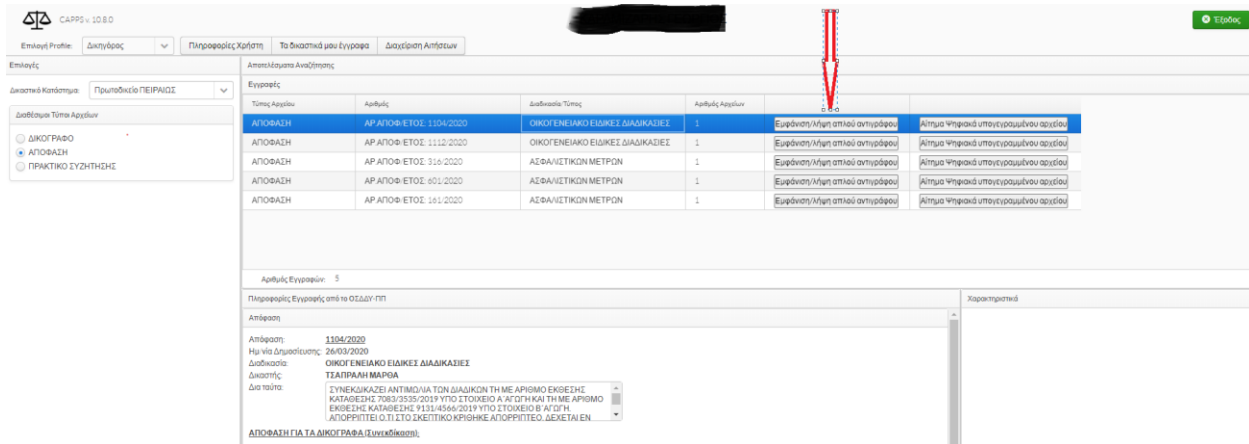 CAPPS v. 10.8.0
Έξοδος
Επιλογή Profile: Δικηγόρος Πληροφορίες Χρήστη Τα δικαστικά μου έγγραφα Διαχείριση Αιτήσεων
Επιλογές
Δικαστικό Κατάστημα: Πρωτοδικείο ΠΕΙΡΑΙΩΣ
Διαθέσιμοι Τύποι Αρχείων
ΔΙΚΟΓΡΑΦΟ
ΑΠΟΦΑΣΗ
ΠΡΑΚΤΙΚΟ ΣΥΖΗΤΗΣΗΣ
Αποτελέσματα Αναζήτησης
Εγγραφές
Τύπος Αρχείου Αριθμός Διαδικασία/Τύπος Αριθμός Αρχείων
ΑΠΟΦΑΣΗ ΑΡ.ΑΠΟΦ/ΕΤΟΣ: 1104/2020 ΟΙΚΟΓΕΝΕΙΑΚΟ ΕΙΔΙΚΕΣ ΔΙΑΔΙΚΑΣΙΕΣ 1 Εμφάνιση/λήψη απλού αντιγράφου Αίτημα Ψηφιακά υπογεγραμμένου αρχείου
ΑΠΟΦΑΣΗ ΑΡ.ΑΠΟΦ/ΕΤΟΣ: 1112/2020 ΟΙΚΟΓΕΝΕΙΑΚΟ ΕΙΔΙΚΕΣ ΔΙΑΔΙΚΑΣΙΕΣ 1 Εμφάνιση/λήψη απλού αντιγράφου Αίτημα Ψηφιακά υπογεγραμμένου αρχείου
ΑΠΟΦΑΣΗ ΑΡ.ΑΠΟΦ/ΕΤΟΣ: 316/2020 ΑΣΦΑΛΙΣΤΙΚΩΝ ΜΕΤΡΩΝ 1 Εμφάνιση/λήψη απλού αντιγράφου Αίτημα Ψηφιακά υπογεγραμμένου αρχείου
ΑΠΟΦΑΣΗ ΑΡ.ΑΠΟΦ/ΕΤΟΣ: 601/2020 ΑΣΦΑΛΙΣΤΙΚΩΝ ΜΕΤΡΩΝ 1 Εμφάνιση/λήψη απλού αντιγράφου Αίτημα Ψηφιακά υπογεγραμμένου αρχείου
ΑΠΟΦΑΣΗ ΑΡ.ΑΠΟΦ/ΕΤΟΣ: 161/2020 ΑΣΦΑΛΙΣΤΙΚΩΝ ΜΕΤΡΩΝ 1 Εμφάνιση/λήψη απλού αντιγράφου Αίτημα Ψηφιακά υπογεγραμμένου αρχείου
Αριθμός Εγγραφών: 5
Πληροφορίες Εγγραφής από το ΟΣΔΔΥ-ΠΠ
Απόφαση
Απόφαση: 1104/2020
Ημ/νία Δημοσίευσης: 26/03/2020
Διαδικασία: ΟΙΚΟΓΕΝΕΙΑΚΟ ΕΙΔΙΚΕΣ ΔΙΑΔΙΚΑΣΙΕΣ
Δικαστής: ΤΣΑΠΡΑΛΗ ΜΑΡΘΑ
Δια ταύτα: ΣΥΝΕΚΔΙΚΑΖΕΙ ΑΝΤΙΜΩΛΙΑ ΤΩΝ ΔΙΑΔΙΚΩΝ ΤΗ ΜΕ ΑΡΙΘΜΟ ΕΚΘΕΣΗΣ
ΚΑΤΑΘΕΣΗΣ 7083/3535/2019 ΥΠΟ ΣΤΟΙΧΕΙΟ Α΄ΑΓΩΓΗ ΚΑΙ ΤΗ ΜΕ ΑΡΙΘΜΟ
ΕΚΘΕΣΗΣ ΚΑΤΑΘΕΣΗΣ 9131/4566/2019 ΥΠΟ ΣΤΟΙΧΕΙΟ Β΄ΑΓΩΓΗ.
ΑΠΟΡΡΙΠΤΕΙ Ο,ΤΙ ΣΤΟ ΣΚΕΠΤΙΚΟ ΚΡΙΘΗΚΕ ΑΠΟΡΡΙΠΤΕΟ. ΔΕΧΕΤΑΙ ΕΝ
ΑΠΟΦΑΣΗ ΓΙΑ ΤΑ ΔΙΚΟΓΡΑΦΑ (Συνεκδίκαση):
Χαρακτηριστικά